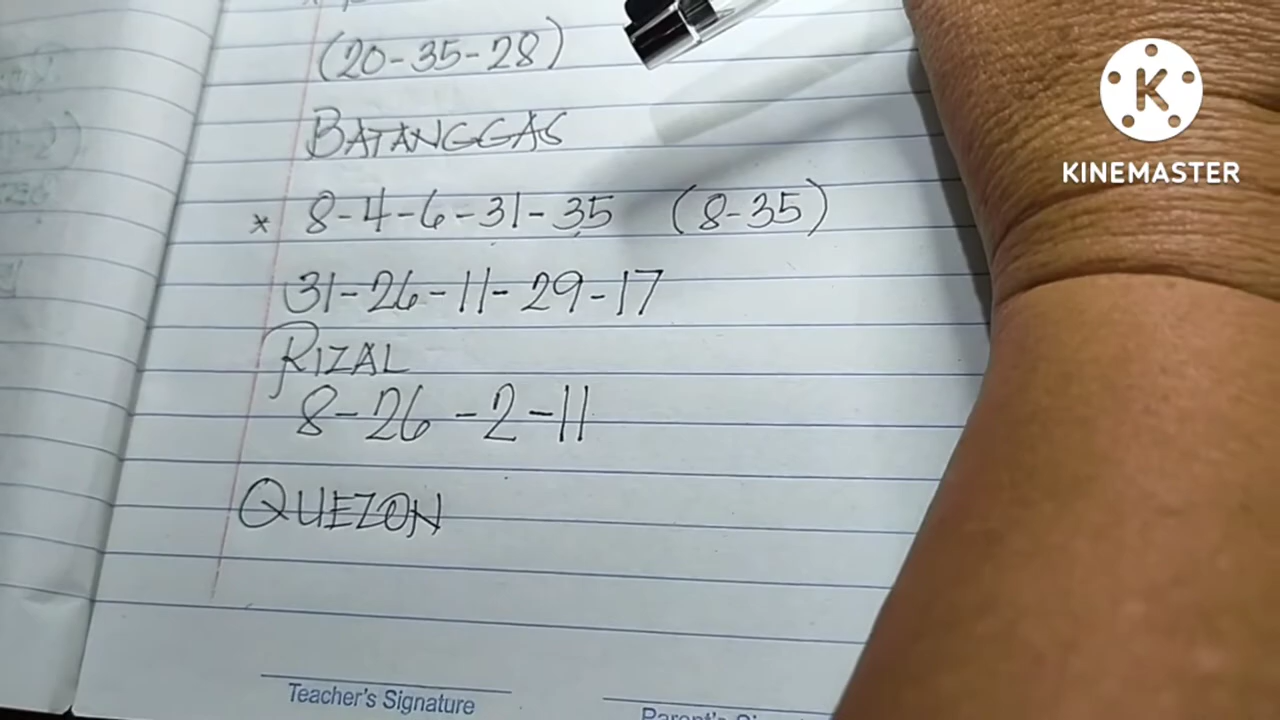 (20-35-28)
BATANGGAS
* 8-4-6-31-35 (8-35)
31-26-11-29-17
RIZAL
8-26-2-11
QUEZON
Teacher's Signature
K
KINEMASTER